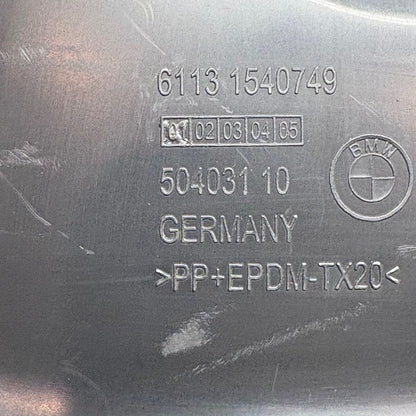 6113 1540749
01 02 03 04 05
504031 10
BMW
GERMANY
>PP+EPDM-TX20<